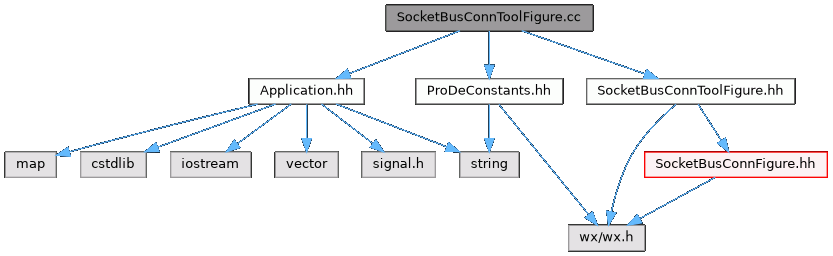 SocketBusConnToolFigure.cc
Application.hh
ProDeConstants.hh
SocketBusConnToolFigure.hh
map
cstdlib
iostream
vector
signal.h
string
SocketBusConnFigure.hh
wx/wx.h